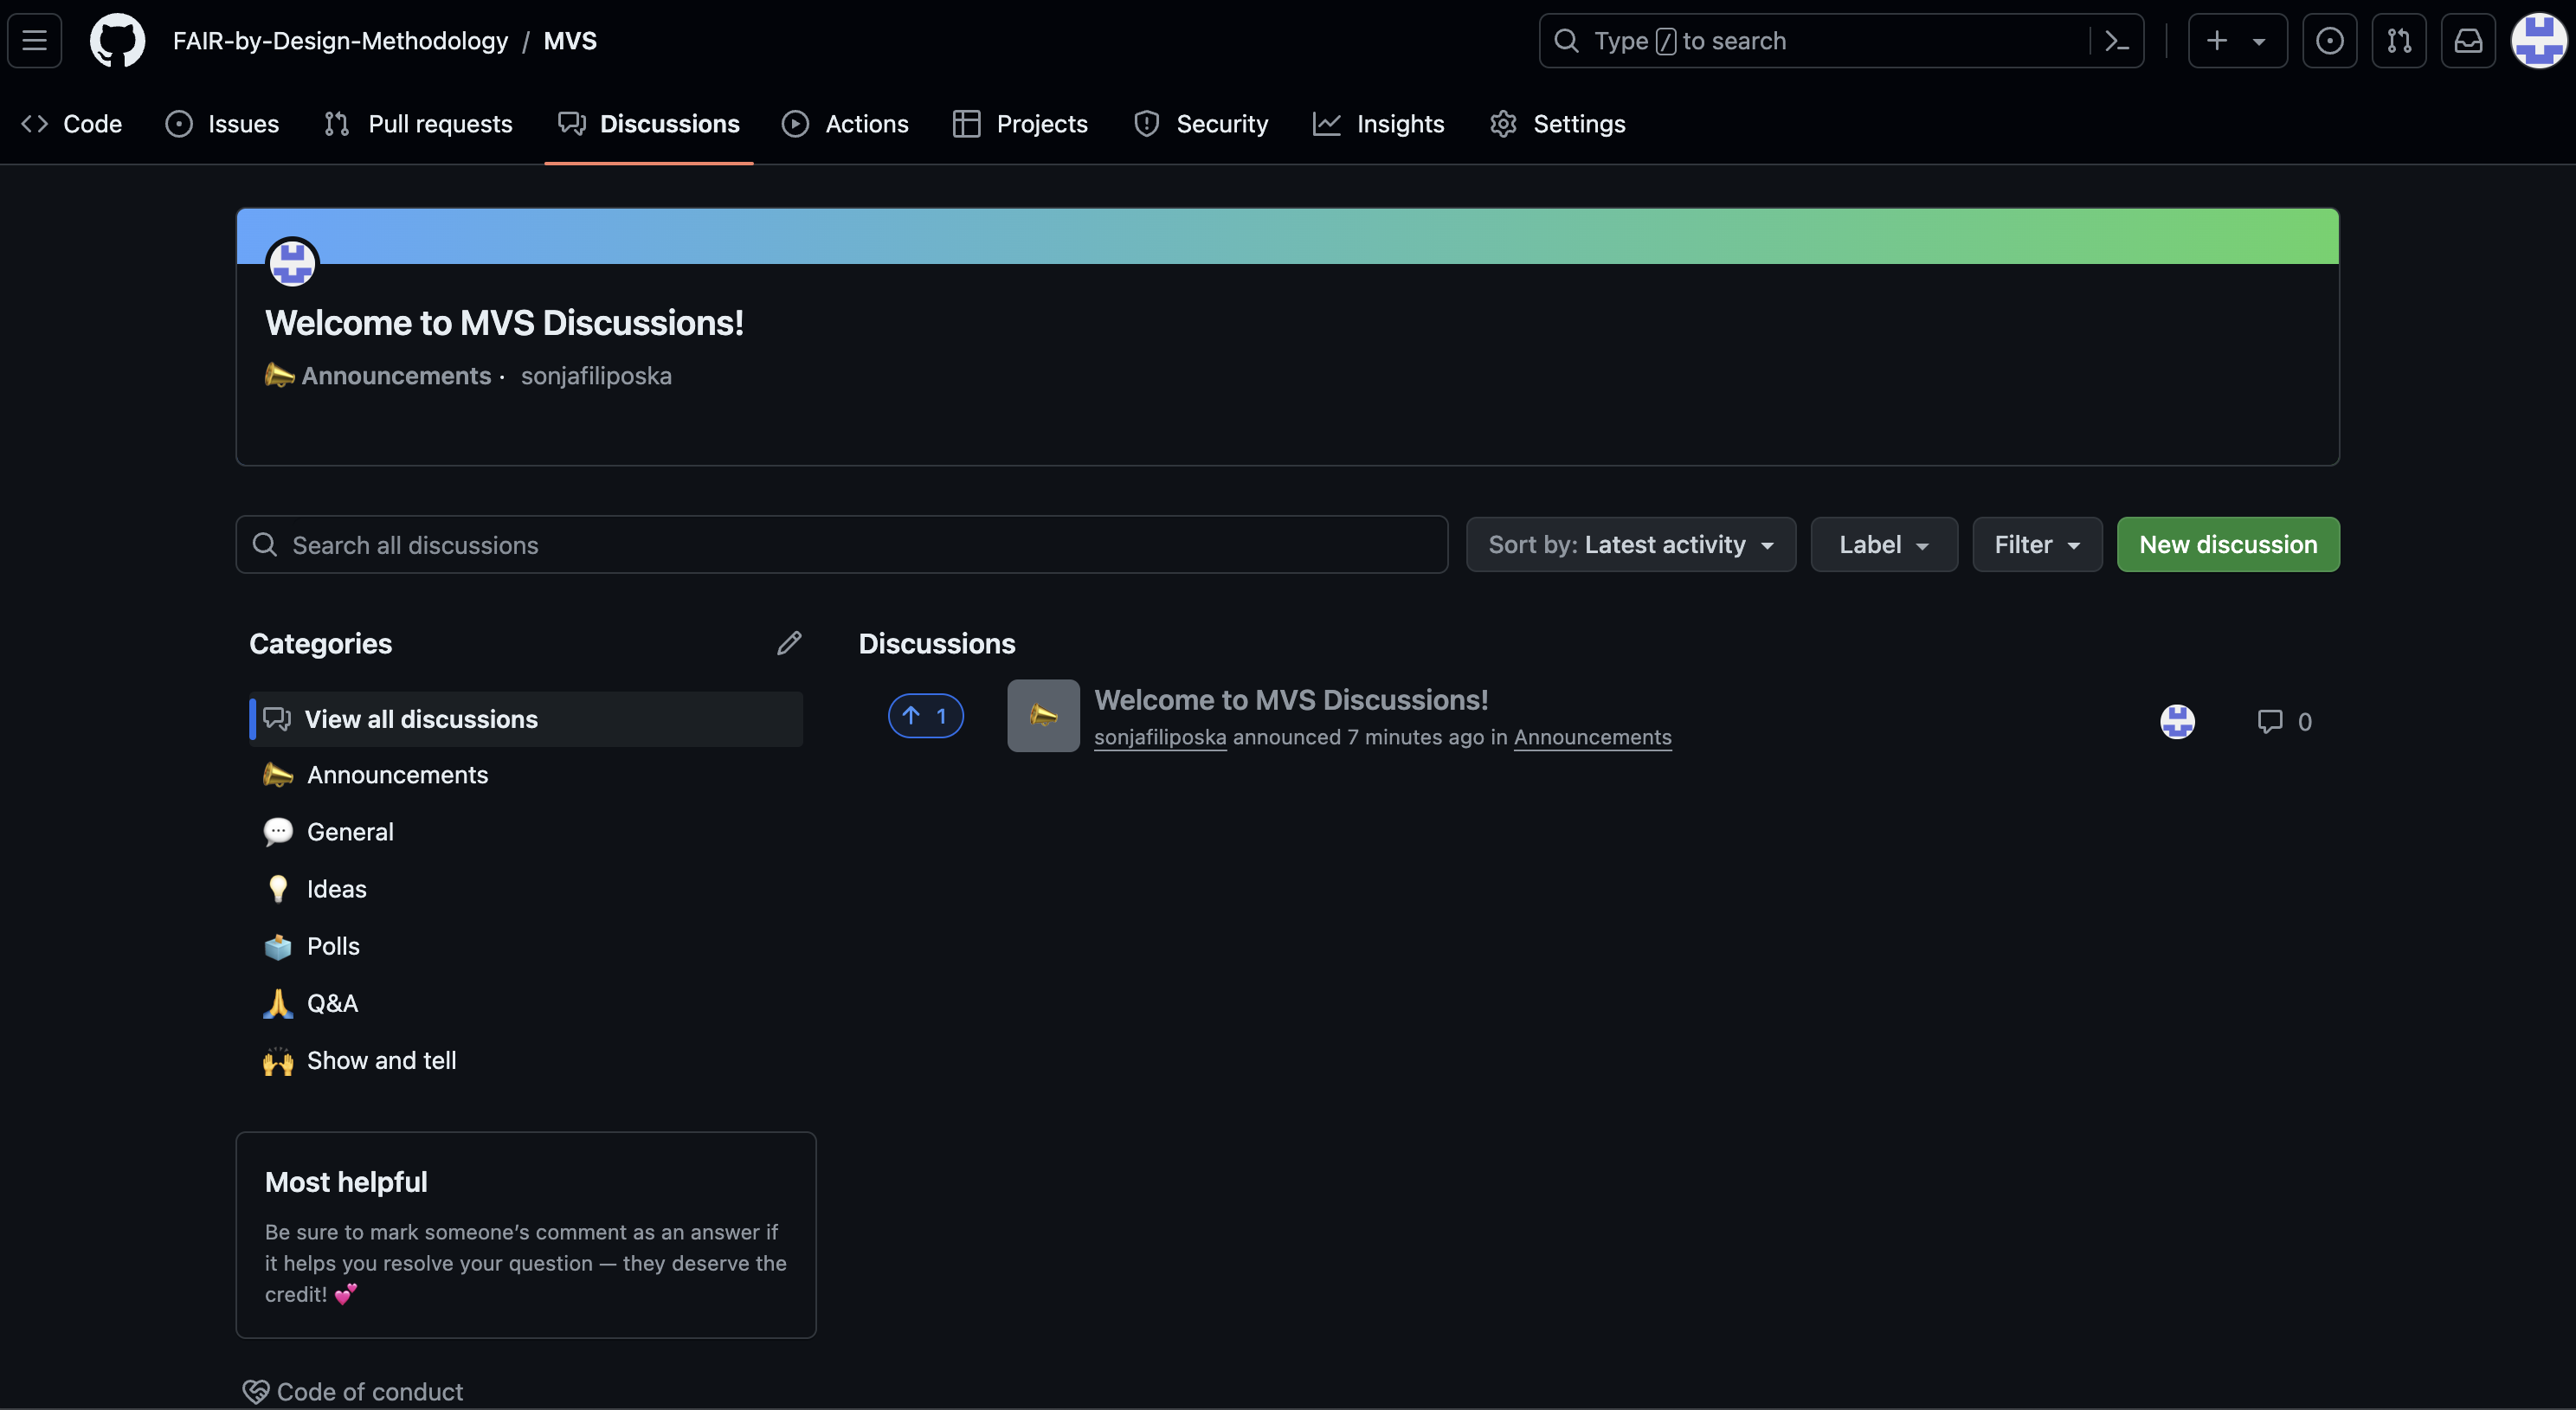 FAIR-by-Design-Methodology / MVS
Type / to search
Code Issues Pull requests Discussions Actions Projects Security Insights Settings
Welcome to MVS Discussions!
Announcements · sonjafiliposka
Search all discussions
Sort by: Latest activity
Label
Filter
New discussion
Categories
View all discussions
Announcements
General
Ideas
Polls
Q&A
Show and tell
Discussions
1
Welcome to MVS Discussions!
sonjafiliposka announced 7 minutes ago in Announcements
0
Most helpful
Be sure to mark someone’s comment as an answer if
it helps you resolve your question — they deserve the
credit! 💕
Code of conduct